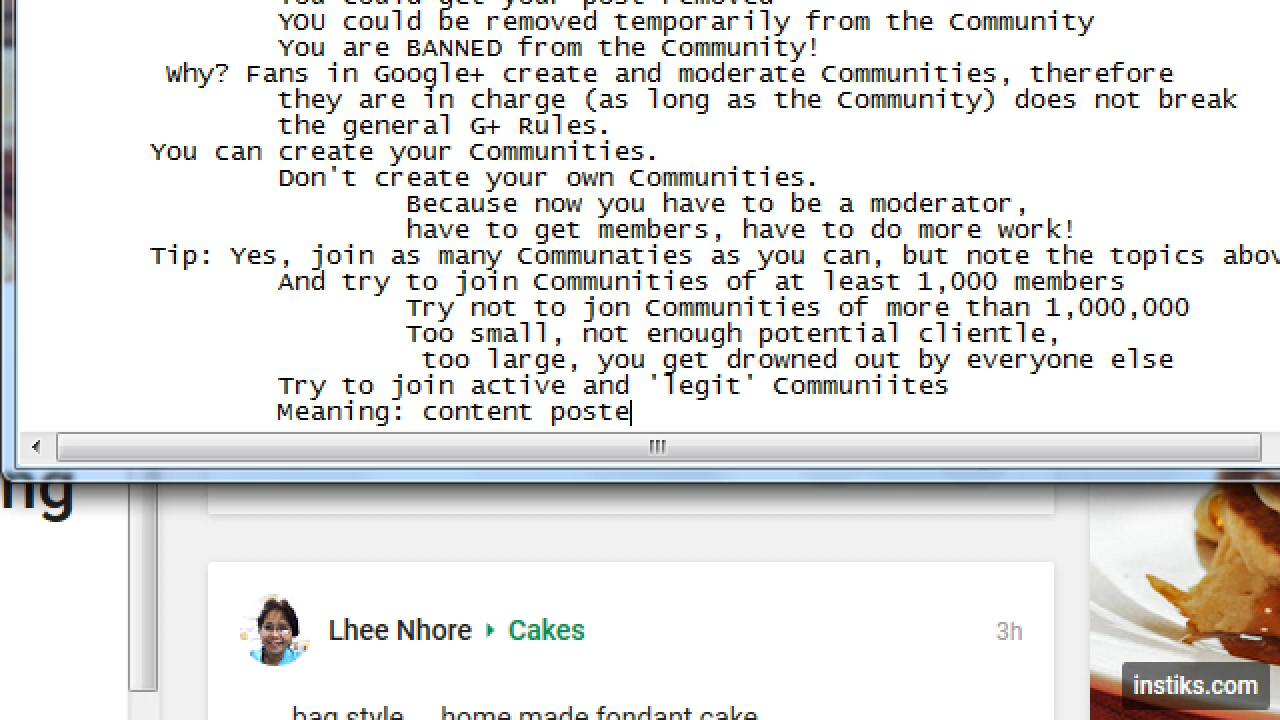 You could get your post removed
YOU could be removed temporarily from the Community
You are BANNED from the Community!
Why? Fans in Google+ create and moderate Communities, therefore
they are in charge (as long as the Community) does not break
the general G+ Rules.
You can create your Communities.
Don't create your own Communities.
Because now you have to be a moderator,
have to get members, have to do more work!
Tip: Yes, join as many Communaties as you can, but note the topics abov
And try to join Communities of at least 1,000 members
Try not to jon Communities of more than 1,000,000
Too small, not enough potential clientle,
too large, you get drowned out by everyone else
Try to join active and 'legit' Communiites
Meaning: content poste
ng
Lhee Nhore Cakes
3h
bag style.... home made fondant cake
instiks.com